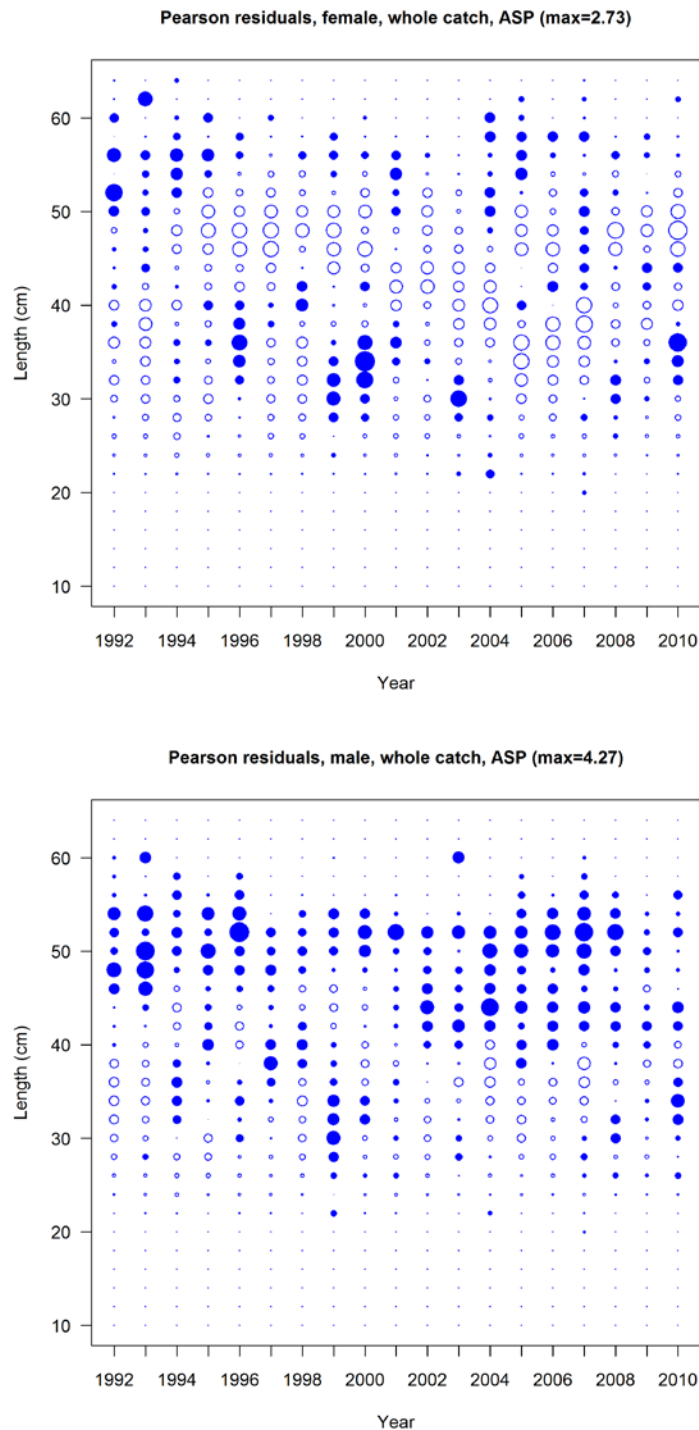 Pearson residuals, female, whole catch, ASP (max=2.73)
60
50
40
30
20
10
Length (cm)
1992 1994 1996 1998 2000 2002 2004 2006 2008 2010
Year
Pearson residuals, male, whole catch, ASP (max=4.27)
60
50
40
30
20
10
Length (cm)
1992 1994 1996 1998 2000 2002 2004 2006 2008 2010
Year